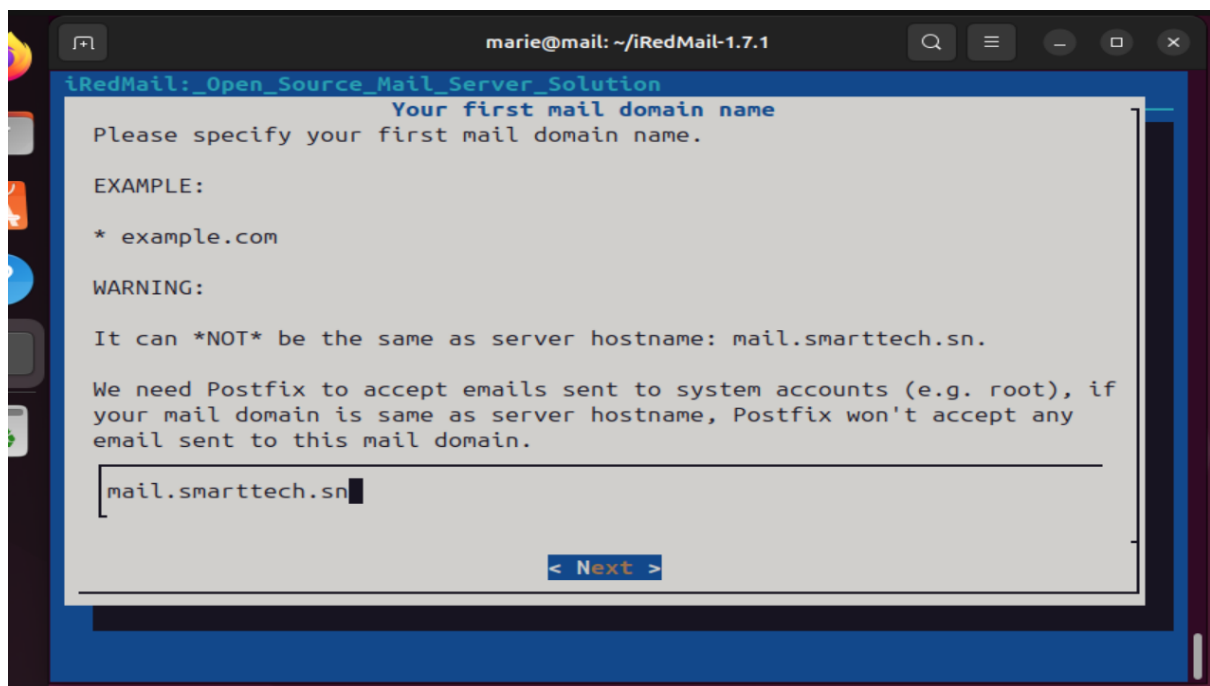 marie@mail: ~/iRedMail-1.7.1
iRedMail:_Open_Source_Mail_Server_Solution
Your first mail domain name
Please specify your first mail domain name.
EXAMPLE:
* example.com
WARNING:
It can *NOT* be the same as server hostname: mail.smarttech.sn.
We need Postfix to accept emails sent to system accounts (e.g. root), if
your mail domain is same as server hostname, Postfix won't accept any
email sent to this mail domain.
mail.smarttech.sn
< Next >